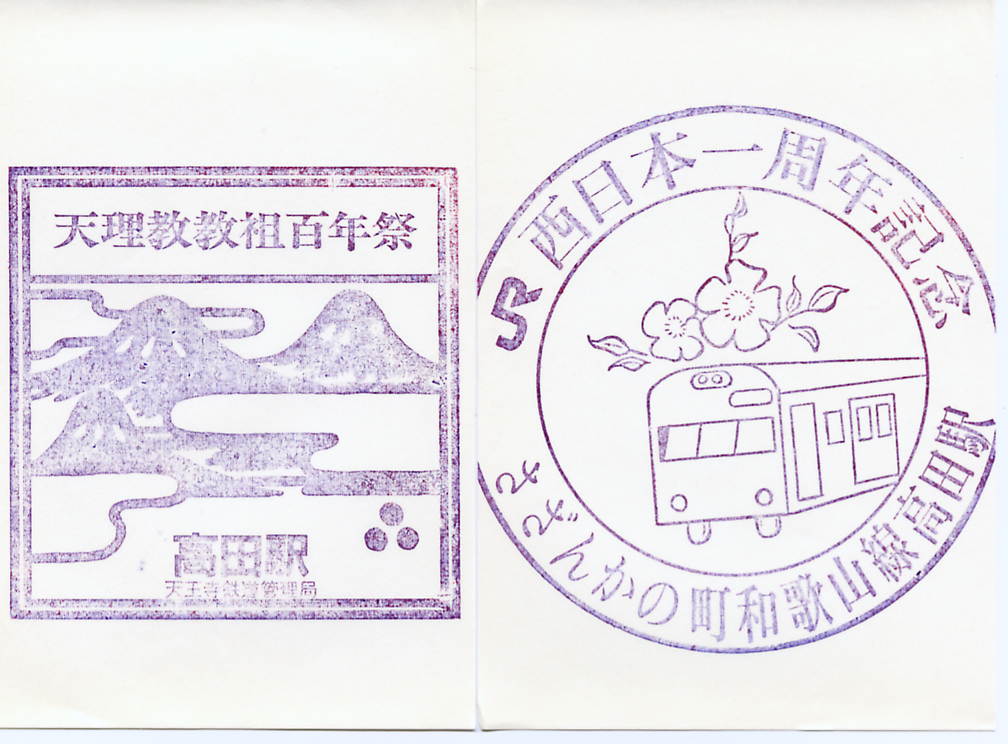 天理教教祖百年祭
高田駅
天王寺鉄道管理局
JR西日本一周年記念
さざんかの町和歌山線高田駅